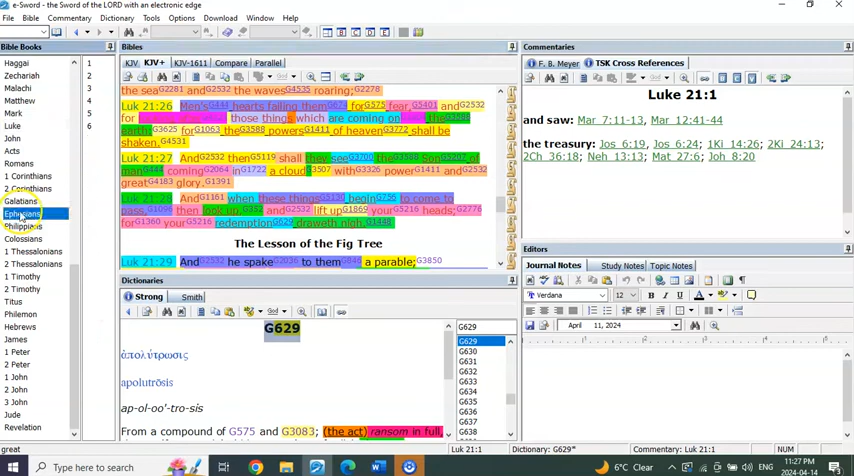 e-Sword - the Sword of the LORD with an electronic edge
File Bible Commentary Dictionary Tools Options Download Window Help
Bible Books
Haggai 1
Zechariah 2
Malachi 3
Matthew 4
Mark 5
Luke 6
John
Acts
Romans
1 Corinthians
2 Corinthians
Galatians
Ephesians
Philippians
Colossians
1 Thessalonians
2 Thessalonians
1 Timothy
2 Timothy
Titus
Philemon
Hebrews
James
1 Peter
2 Peter
1 John
2 John
3 John
Jude
Revelation
great
Bibles
KJV KJV+ KJV-1611 Compare Parallel
the sea G2281 and the waves G4535 roaring; G2278
Luk 21:26 Men's G444 hearts failing them G674 for G575 fear, G5401 and G2532
for those things which are coming on the G3588
earth: G3625 for G1063 the G3588 powers G1411 of heaven G3772 shall be
shaken. G4531
Luk 21:27 And G2532 then G5119 shall they see G3700 the G3588 Son G5207 of
man G444 coming G2064 in G1722 a cloud G3507 with G3326 power G1411 and G2532
great G4183 glory. G1391
Luk 21:28 And G1161 when these things G5130 begin G756 to come to
pass, G1096 then look up, G352 and lift up G1869 your G5216 heads; G2776
for G1360 your G5216 redemption G629 draweth nigh. G1448
The Lesson of the Fig Tree
Luk 21:29 And G2532 he spake G2036 to them G846 a parable; G3850
Dictionaries
Strong Smith
G629
ἀπολύτρωσις
apolutrōsis
ap-ol-oo'-tro-sis
From a compound of G575 and G3083; (the act) ransom in full,
G629
G629
G630
G631
G632
G633
G634
G635
G636
G637
G638
Commentaries
F. B. Meyer TSK Cross References
Luke 21:1
and saw: Mar 7:11-13, Mar 12:41-44
the treasury: Jos 6:19, Jos 6:24; 1Ki 14:26; 2Ki 24:13;
2Ch 36:18; Neh 13:13; Mat 27:6; Joh 8:20
Editors
Journal Notes Study Notes Topic Notes
Verdana 12 B I U A
April 11, 2024
1 2 3 4 5
Luk 21:1 Dictionary: G629 Commentary: Luk 21:1 NUM
Type here to search
6°C Clear ENG 11:27 PM
2024-04-14